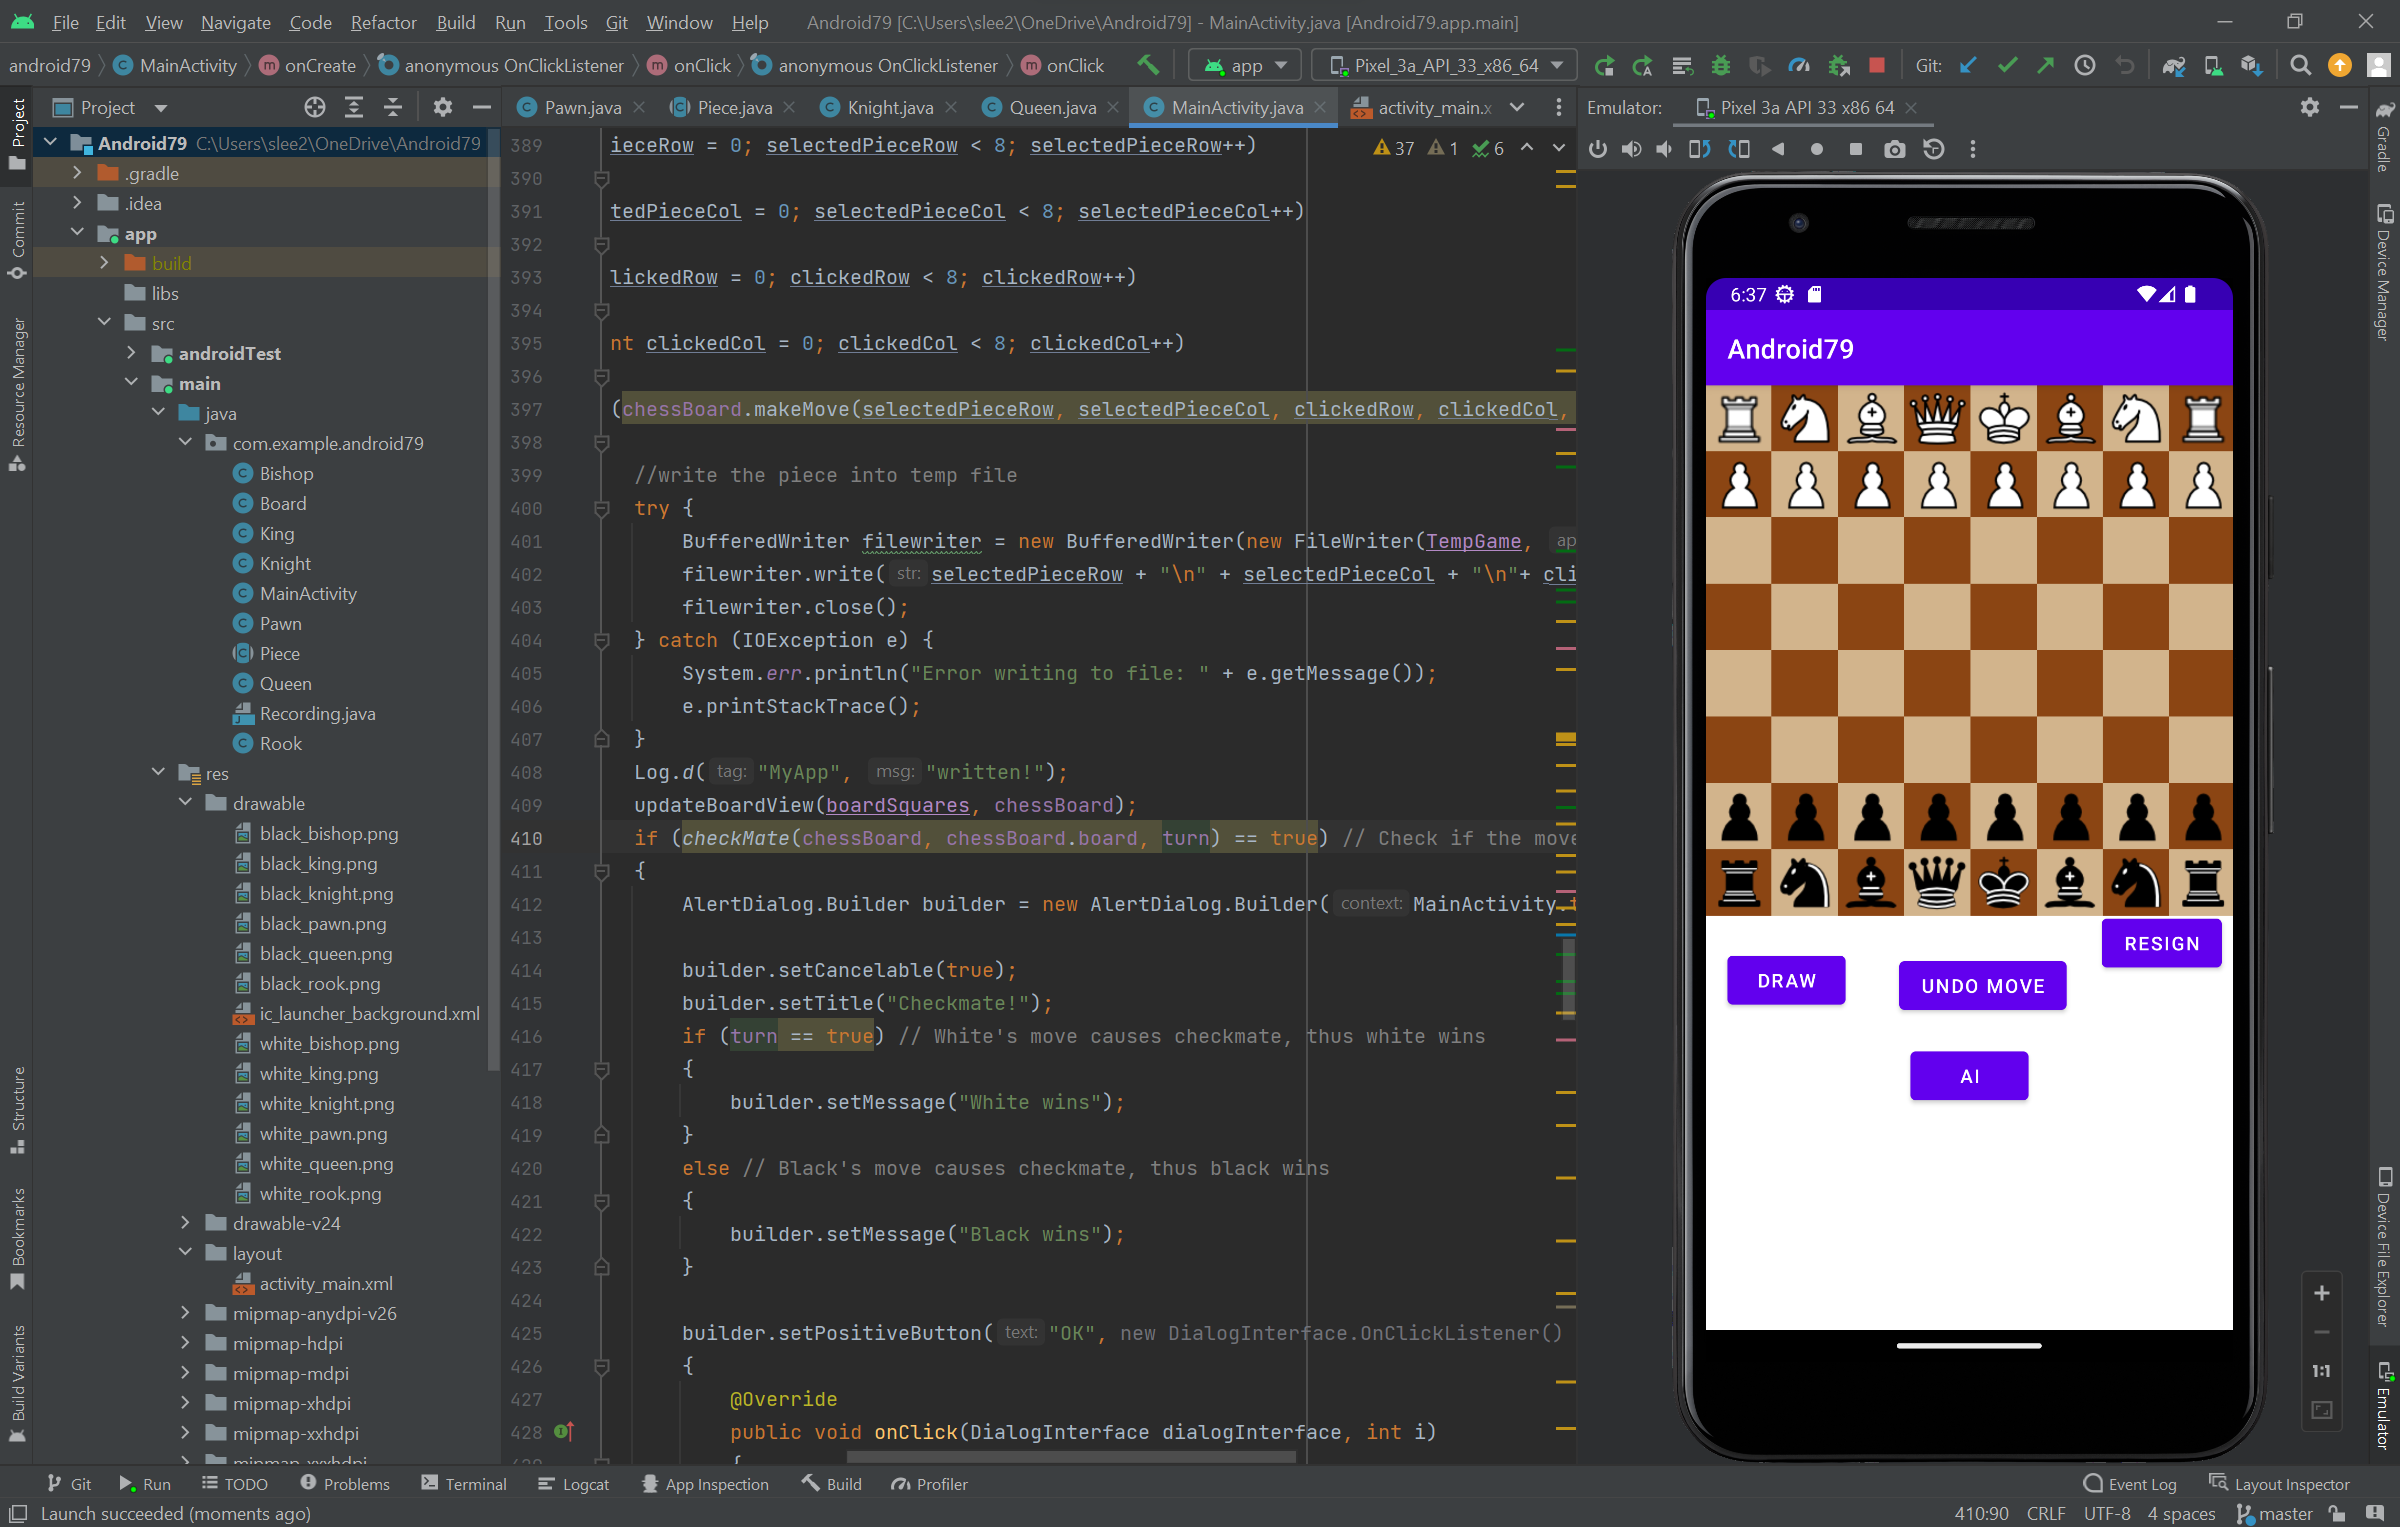 File Edit View Navigate Code Refactor Build Run Tools Git Window Help Android79 [C:\Users\slee2\OneDrive\Android79] - MainActivity.java [Android79.app.main]
android79 MainActivity onCreate anonymous OnClickListener onClick anonymous OnClickListener onClick app Pixel_3a_API_33_x86_64 Git:
Project
Pawn.java Piece.java Knight.java Queen.java MainActivity.java activity_main.x
Emulator: Pixel 3a API 33 x86 64
Project
Commit
Resource Manager
Structure
Bookmarks
Build Variants
Android79 C:\Users\slee2\OneDrive\Android79
.gradle
.idea
app
build
libs
src
androidTest
main
java
com.example.android79
Bishop
Board
King
Knight
MainActivity
Pawn
Piece
Queen
Recording.java
Rook
res
drawable
black_bishop.png
black_king.png
black_knight.png
black_pawn.png
black_queen.png
black_rook.png
ic_launcher_background.xml
white_bishop.png
white_king.png
white_knight.png
white_pawn.png
white_queen.png
white_rook.png
drawable-v24
layout
activity_main.xml
mipmap-anydpi-v26
mipmap-hdpi
mipmap-mdpi
mipmap-xhdpi
mipmap-xxhdpi
mipmap-xxxhdpi
37 1 6
389 ieceRow = 0; selectedPieceRow < 8; selectedPieceRow++)
390
391 tedPieceCol = 0; selectedPieceCol < 8; selectedPieceCol++)
392
393 lickedRow = 0; clickedRow < 8; clickedRow++)
394
395 nt clickedCol = 0; clickedCol < 8; clickedCol++)
396
397 (chessBoard.makeMove(selectedPieceRow, selectedPieceCol, clickedRow, clickedCol,
398
399 //write the piece into temp file
400 try {
401 BufferedWriter filewriter = new BufferedWriter(new FileWriter(TempGame, ap
402 filewriter.write( str: selectedPieceRow + "\n" + selectedPieceCol + "\n"+ cli
403 filewriter.close();
404 } catch (IOException e) {
405 System.err.println("Error writing to file: " + e.getMessage());
406 e.printStackTrace();
407 }
408 Log.d( tag: "MyApp", msg: "written!");
409 updateBoardView(boardSquares, chessBoard);
410 if (checkMate(chessBoard, chessBoard.board, turn) == true) // Check if the move
411 {
412 AlertDialog.Builder builder = new AlertDialog.Builder( context: MainActivity.t
413
414 builder.setCancelable(true);
415 builder.setTitle("Checkmate!");
416 if (turn == true) // White's move causes checkmate, thus white wins
417 {
418 builder.setMessage("White wins");
419 }
420 else // Black's move causes checkmate, thus black wins
421 {
422 builder.setMessage("Black wins");
423 }
424
425 builder.setPositiveButton( text: "OK", new DialogInterface.OnClickListener()
426 {
427 @Override
428 public void onClick(DialogInterface dialogInterface, int i)
{
6:37
Android79
RESIGN
DRAW
UNDO MOVE
AI
1:1
Gradle
Device Manager
Device File Explorer
Emulator
Git Run TODO Problems Terminal Logcat App Inspection Build Profiler Event Log Layout Inspector
Launch succeeded (moments ago) 410:90 CRLF UTF-8 4 spaces master